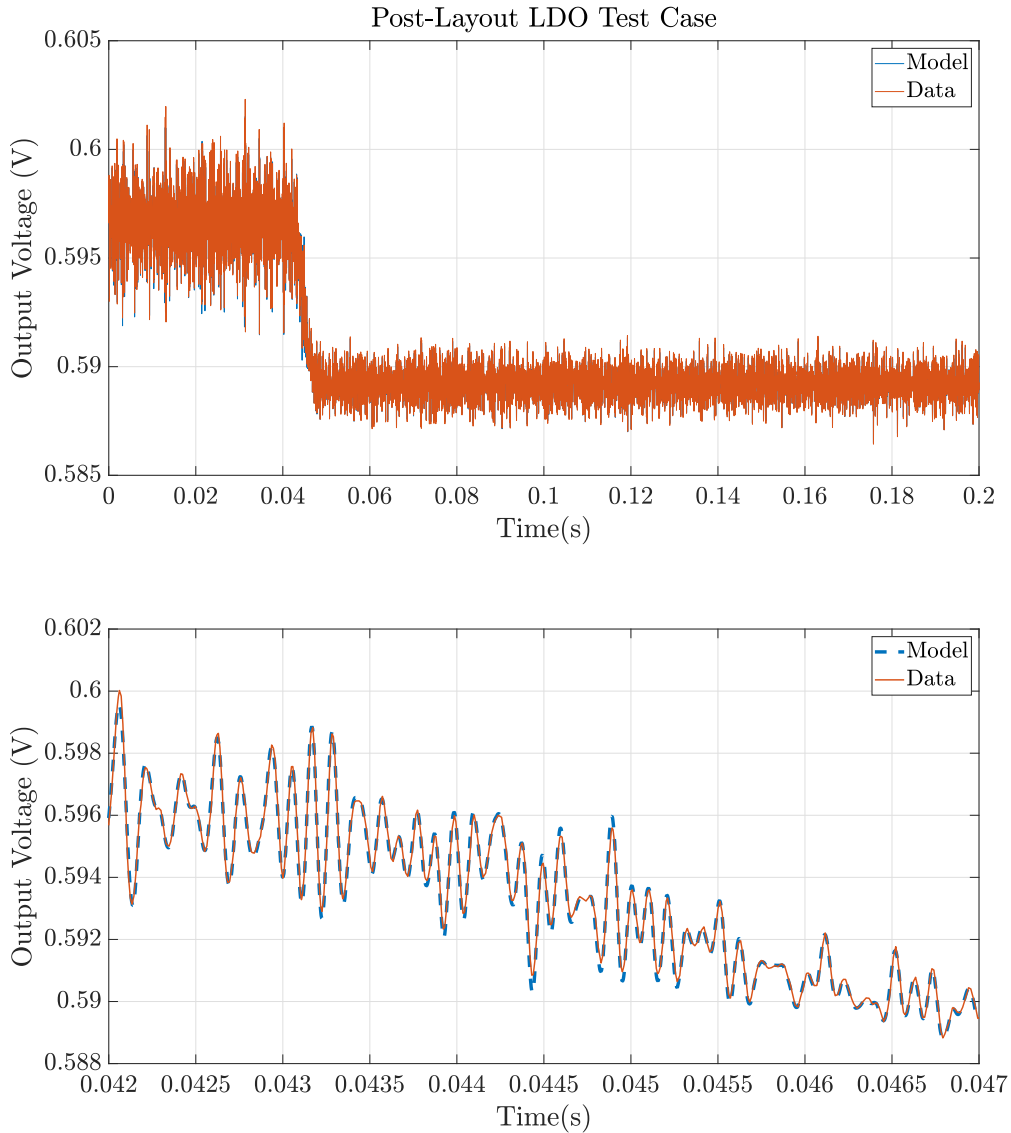 Post-Layout LDO Test Case
0.605
0.6
0.595
0.59
0.585
Output Voltage (V)
Model
Data
0 0.02 0.04 0.06 0.08 0.1 0.12 0.14 0.16 0.18 0.2
Time(s)
0.602
0.6
0.598
0.596
0.594
0.592
0.59
0.588
Output Voltage (V)
Model
Data
0.042 0.0425 0.043 0.0435 0.044 0.0445 0.045 0.0455 0.046 0.0465 0.047
Time(s)